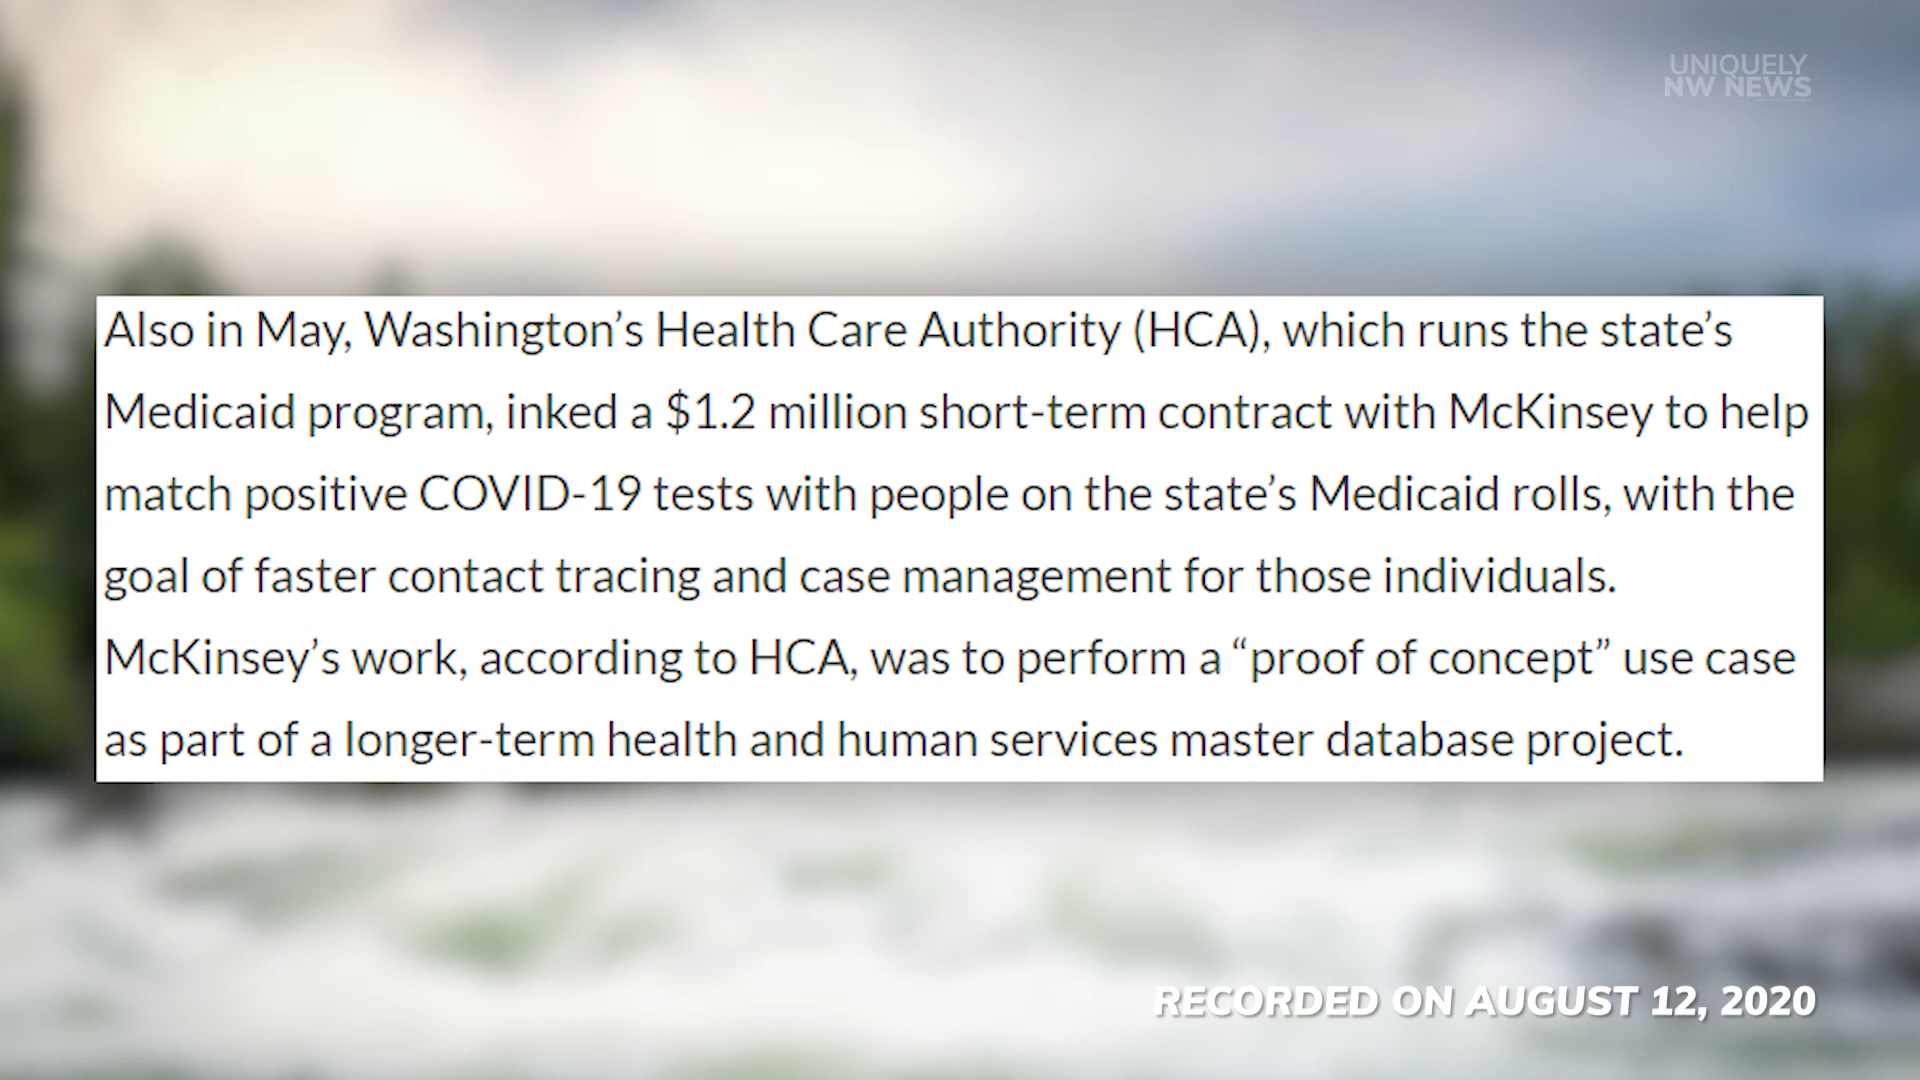 UNIQUELY
NW NEWS
Also in May, Washington’s Health Care Authority (HCA), which runs the state’s
Medicaid program, inked a $1.2 million short-term contract with McKinsey to help
match positive COVID-19 tests with people on the state’s Medicaid rolls, with the
goal of faster contact tracing and case management for those individuals.
McKinsey’s work, according to HCA, was to perform a “proof of concept” use case
as part of a longer-term health and human services master database project.
RECORDED ON AUGUST 12, 2020